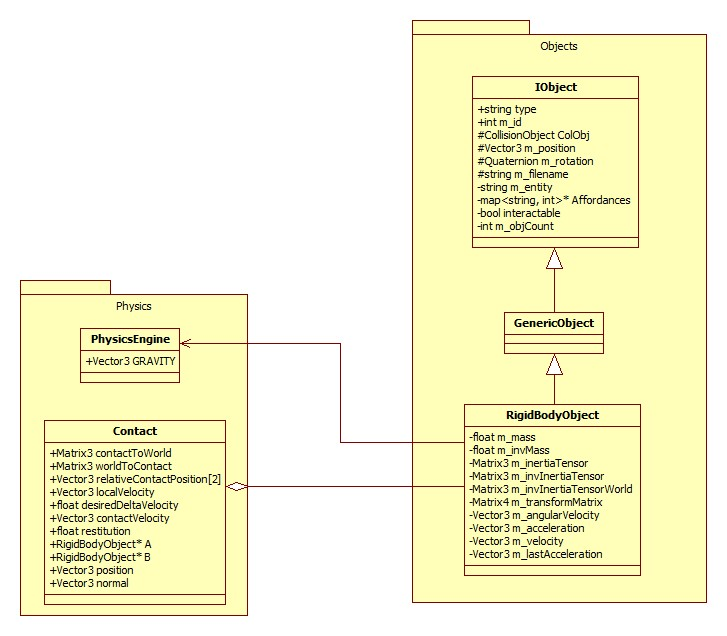 Objects
IObject
+string type
+int m_id
#CollisionObject ColObj
#Vector3 m_position
#Quaternion m_rotation
#string m_filename
-string m_entity
-map<string, int>* Affordances
-bool interactable
-int m_objCount
GenericObject
RigidBodyObject
-float m_mass
-float m_invMass
-Matrix3 m_inertiaTensor
-Matrix3 m_invInertiaTensor
-Matrix3 m_invInertiaTensorWorld
-Matrix4 m_transformMatrix
-Vector3 m_angularVelocity
-Vector3 m_acceleration
-Vector3 m_velocity
-Vector3 m_lastAcceleration
Physics
PhysicsEngine
+Vector3 GRAVITY
Contact
+Matrix3 contactToWorld
+Matrix3 worldToContact
+Vector3 relativeContactPosition[2]
+Vector3 localVelocity
+float desiredDeltaVelocity
+Vector3 contactVelocity
+float restitution
+RigidBodyObject* A
+RigidBodyObject* B
+Vector3 position
+Vector3 normal